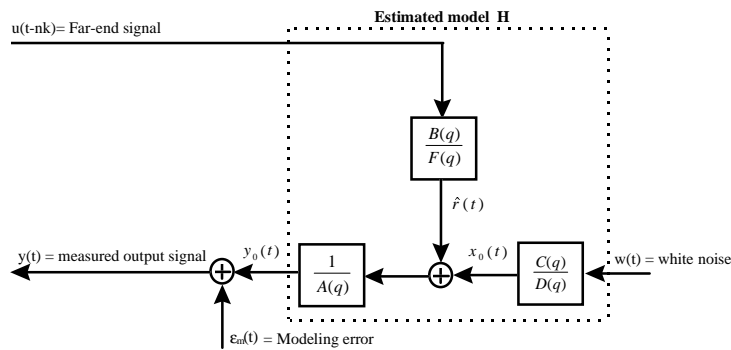 Estimated model H
u(t-nk)= Far-end signal
B(q)
F(q)
r̂(t)
y(t) = measured output signal
y₀(t)
1
A(q)
x₀(t)
C(q)
D(q)
w(t) = white noise
εₘ(t) = Modeling error